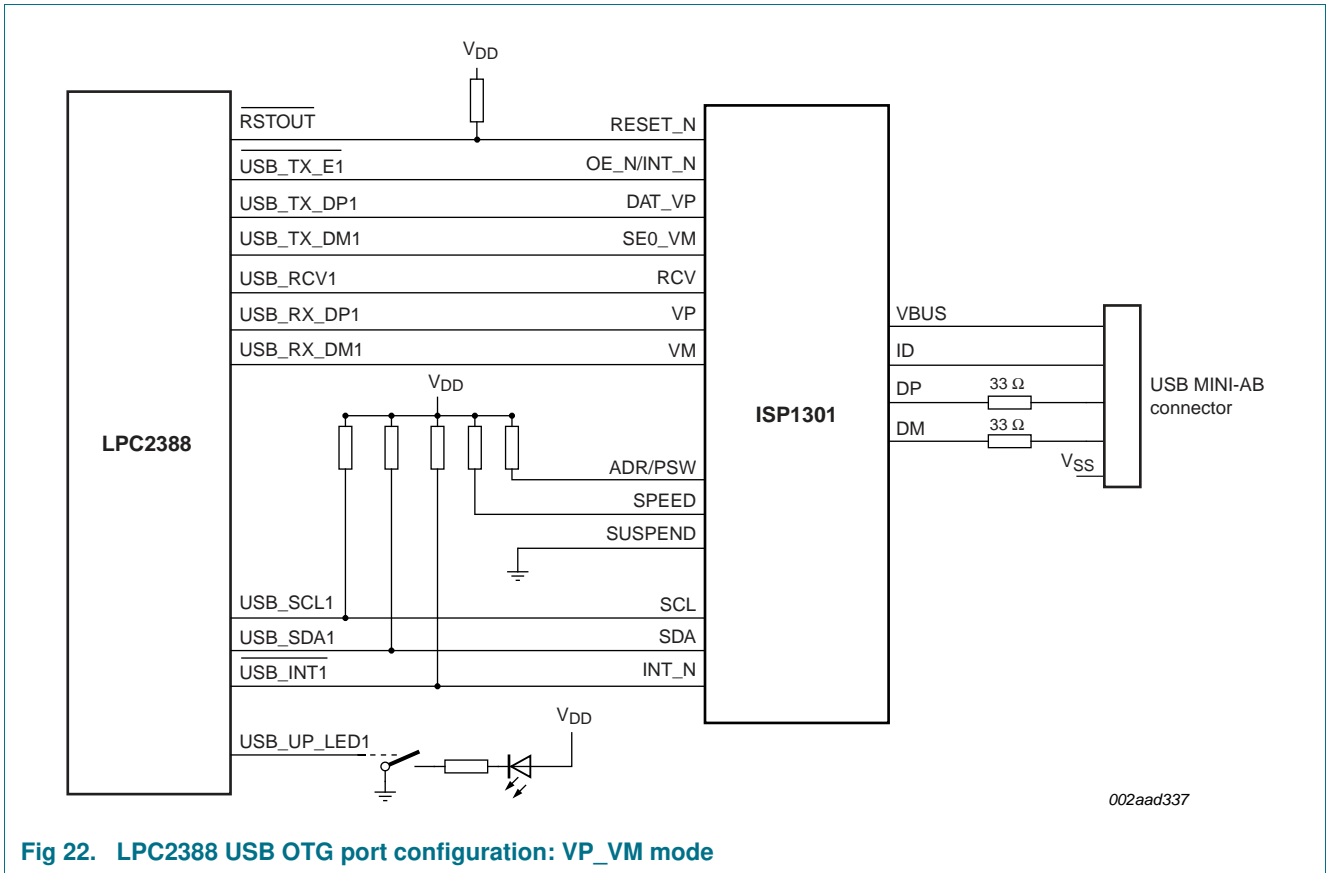 VDD
RSTOUT
RESET_N
USB_TX_E1
OE_N/INT_N
USB_TX_DP1
DAT_VP
USB_TX_DM1
SE0_VM
USB_RCV1
RCV
USB_RX_DP1
VP
USB_RX_DM1
VM
VBUS
ID
DP
33 Ω
DM
33 Ω
VSS
USB MINI-AB
connector
VDD
LPC2388
ISP1301
ADR/PSW
SPEED
SUSPEND
USB_SCL1
SCL
USB_SDA1
SDA
USB_INT1
INT_N
USB_UP_LED1
VDD
002aad337
Fig 22. LPC2388 USB OTG port configuration: VP_VM mode